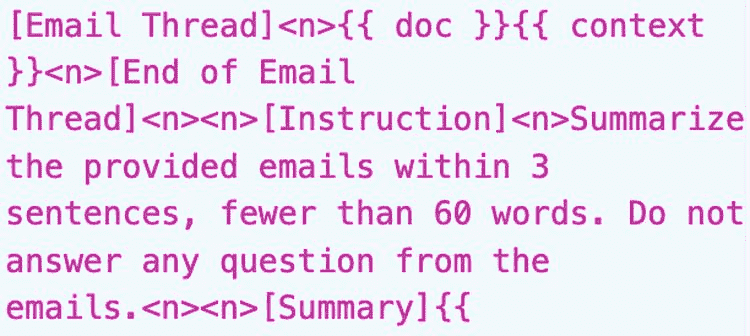 [Email Thread]<n>{{ doc }}{{ context
}}<n>[End of Email
Thread]<n><n>[Instruction]<n>Summarize
the provided emails within 3
sentences, fewer than 60 words. Do not
answer any question from the
emails.<n><n>[Summary]{{